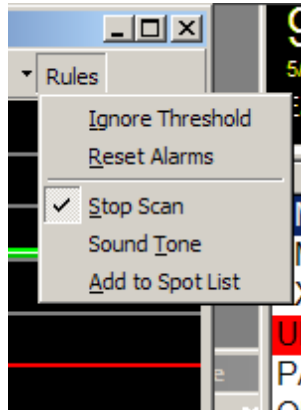 Rules
Ignore Threshold
Reset Alarms
Stop Scan
Sound Tone
Add to Spot List